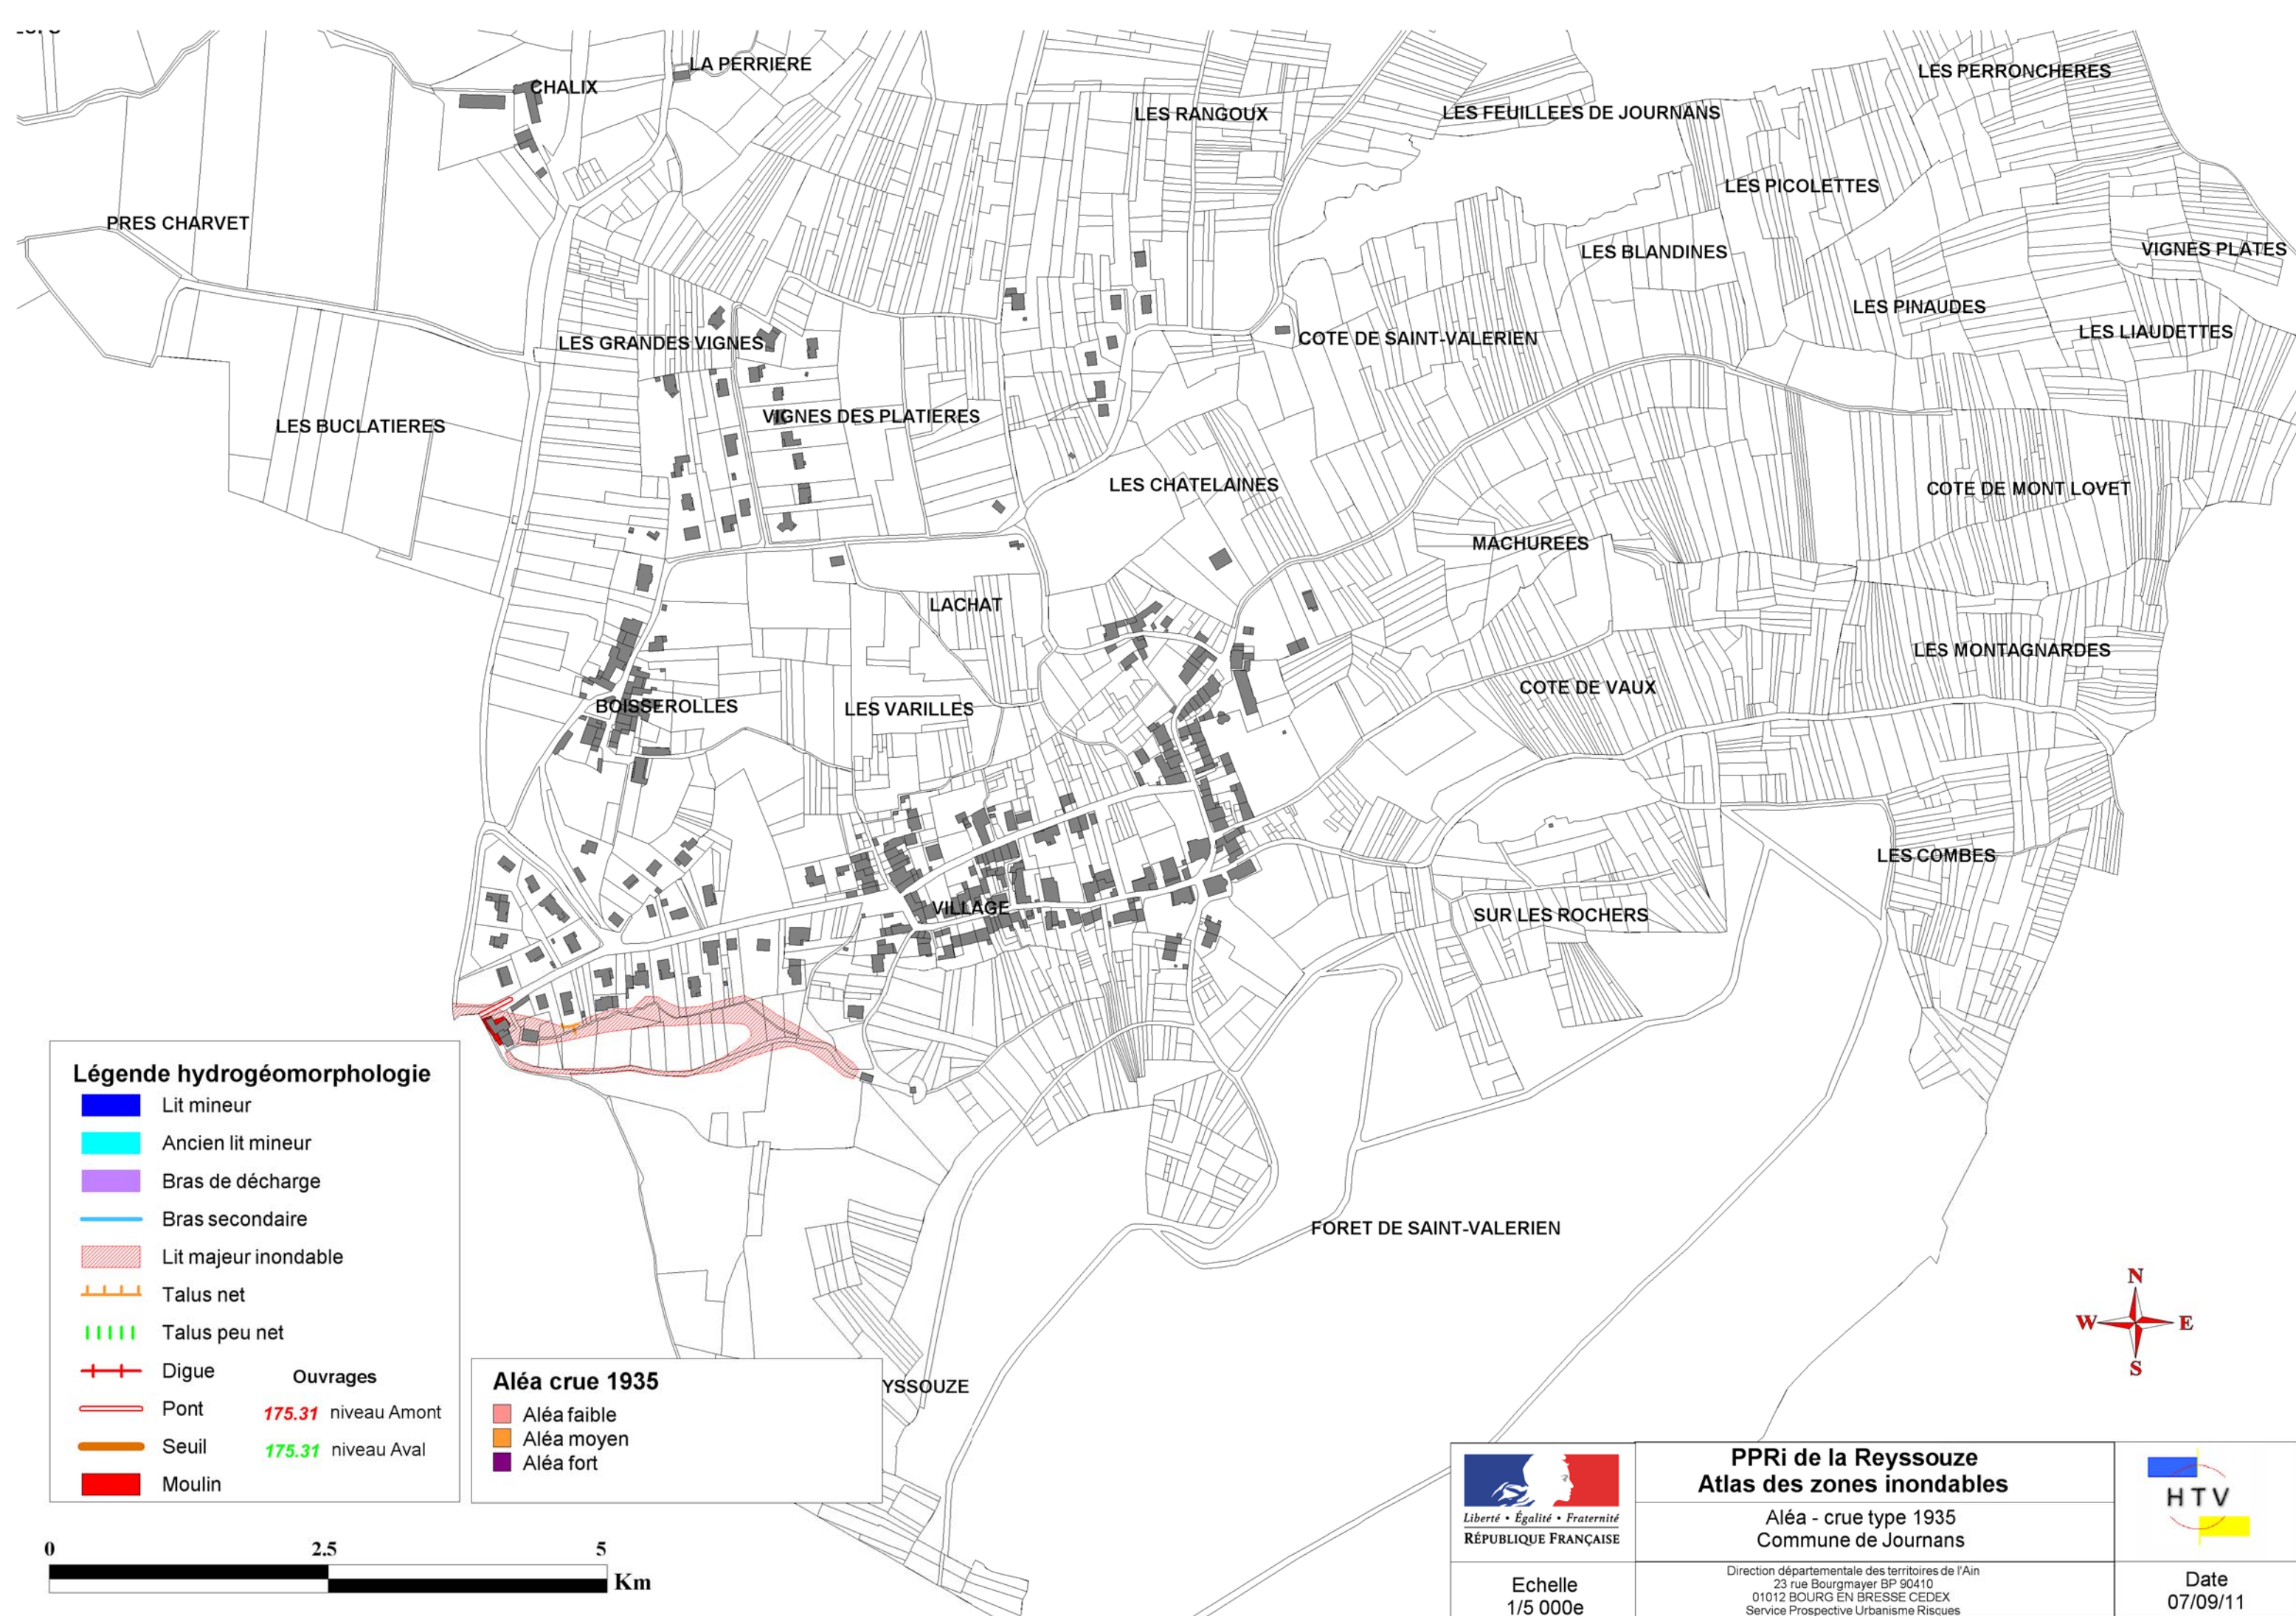 LA PERRIERE
CHALIX
LES PERRONCHERES
LES RANGOUX
LES FEUILLEES DE JOURNANS
LES PICOLETTES
PRES CHARVET
LES BLANDINES
VIGNES PLATES
LES PINAUDES
LES LIAUDETTES
LES GRANDES VIGNES
COTE DE SAINT-VALERIEN
VIGNES DES PLATIERES
LES BUCLATIERES
LES CHATELAINES
COTE DE MONT LOVET
MACHUREES
LACHAT
LES MONTAGNARDES
COTE DE VAUX
BOISSEROLLES
LES VARILLES
LES COMBES
VILLAGE
SUR LES ROCHERS
FORET DE SAINT-VALERIEN
YSSOUZE
Légende hydrogéomorphologie
Lit mineur
Ancien lit mineur
Bras de décharge
Bras secondaire
Lit majeur inondable
Talus net
Talus peu net
Digue
Ouvrages
Pont
175.31 niveau Amont
Seuil
175.31 niveau Aval
Moulin
Aléa crue 1935
Aléa faible
Aléa moyen
Aléa fort
0 2.5 5
Km
N
W E
S
Liberté • Égalité • Fraternité
RÉPUBLIQUE FRANÇAISE
Echelle
1/5 000e
PPRi de la Reyssouze
Atlas des zones inondables
Aléa - crue type 1935
Commune de Journans
Direction départementale des territoires de l'Ain
23 rue Bourgmayer BP 90410
01012 BOURG EN BRESSE CEDEX
Service Prospective Urbanisme Risques
HTV
Date
07/09/11